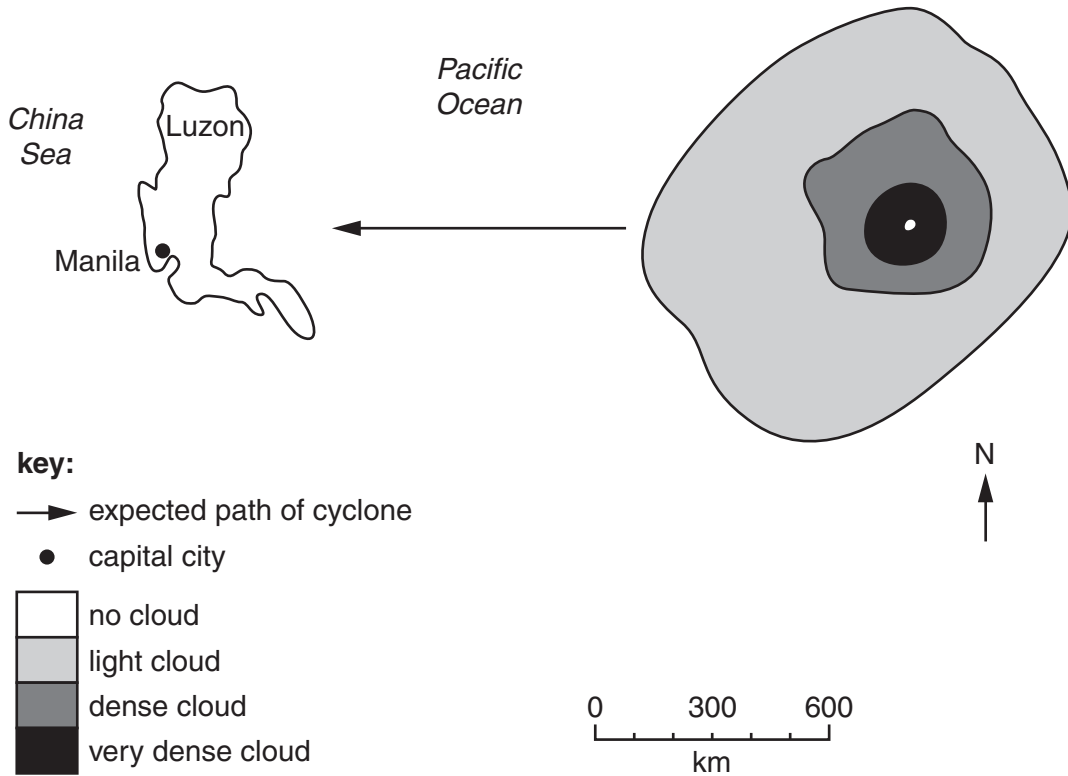 China
Sea
Luzon
Pacific
Ocean
Manila
N
key:
expected path of cyclone
capital city
no cloud
light cloud
dense cloud
very dense cloud
0 300 600
km